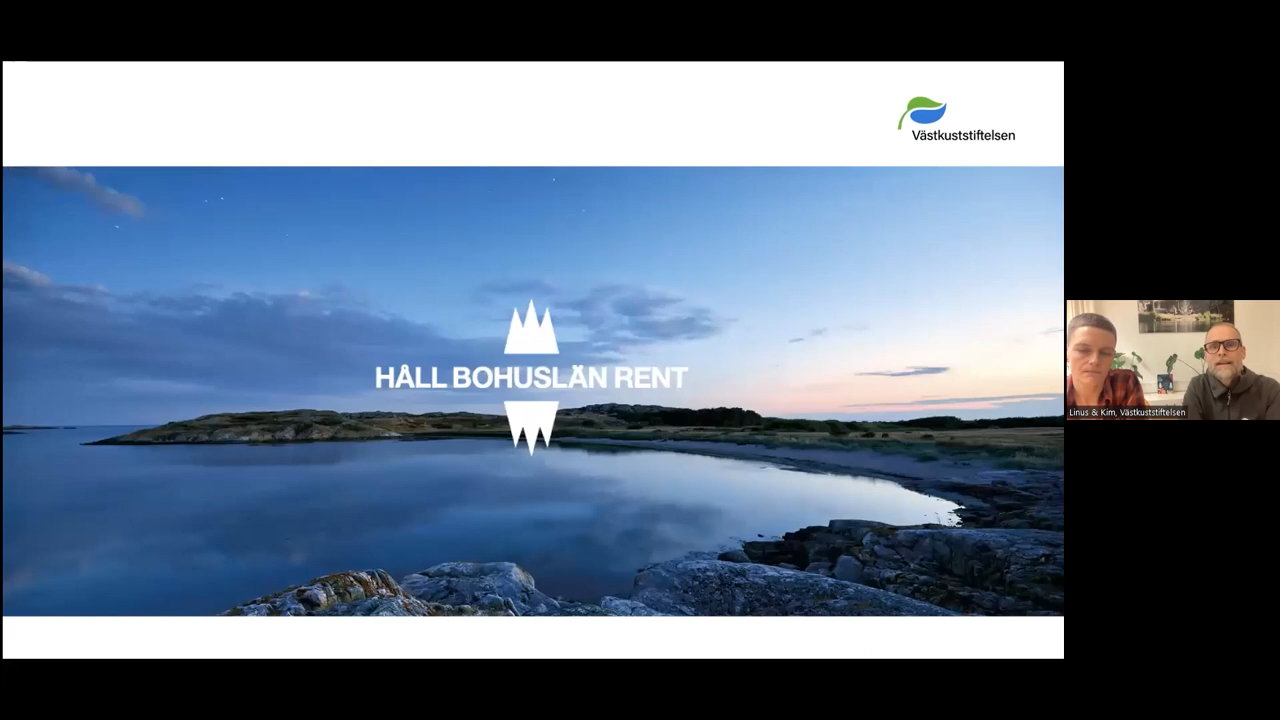 Västkuststiftelsen
HÅLL BOHUSLÄN RENT
Linus & Kim, Västkuststiftelsen